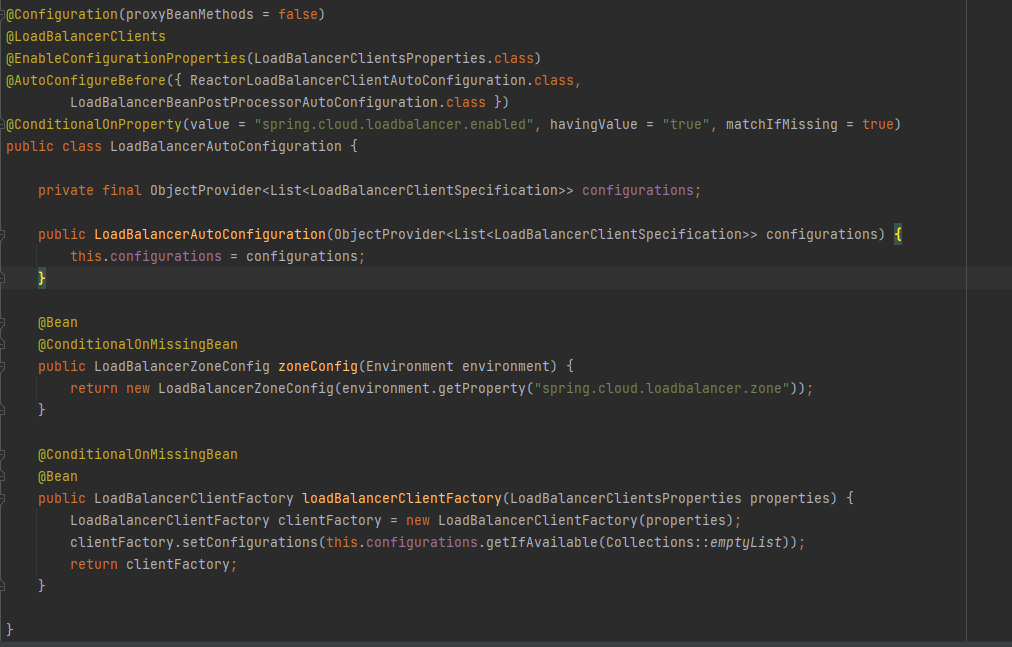 @Configuration(proxyBeanMethods = false)
@LoadBalancerClients
@EnableConfigurationProperties(LoadBalancerClientsProperties.class)
@AutoConfigureBefore({ ReactorLoadBalancerClientAutoConfiguration.class,
        LoadBalancerBeanPostProcessorAutoConfiguration.class })
@ConditionalOnProperty(value = "spring.cloud.loadbalancer.enabled", havingValue = "true", matchIfMissing = true)
public class LoadBalancerAutoConfiguration {
    private final ObjectProvider<List<LoadBalancerClientSpecification>> configurations;
    public LoadBalancerAutoConfiguration(ObjectProvider<List<LoadBalancerClientSpecification>> configurations) {
        this.configurations = configurations;
    }
    @Bean
    @ConditionalOnMissingBean
    public LoadBalancerZoneConfig zoneConfig(Environment environment) {
        return new LoadBalancerZoneConfig(environment.getProperty("spring.cloud.loadbalancer.zone"));
    }
    @ConditionalOnMissingBean
    @Bean
    public LoadBalancerClientFactory loadBalancerClientFactory(LoadBalancerClientsProperties properties) {
        LoadBalancerClientFactory clientFactory = new LoadBalancerClientFactory(properties);
        clientFactory.setConfigurations(this.configurations.getIfAvailable(Collections::emptyList));
        return clientFactory;
    }
}